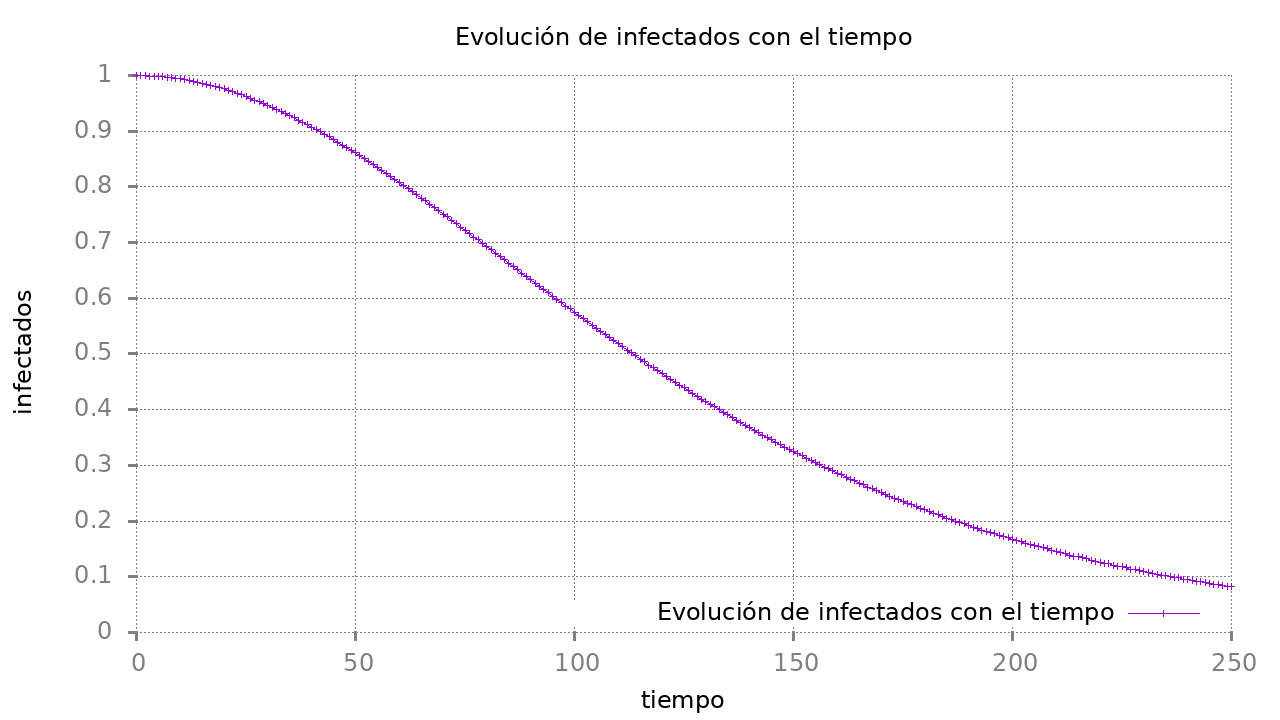 Evolución de infectados con el tiempo
1
0.9
0.8
0.7
0.6
0.5
0.4
0.3
0.2
0.1
0
infectados
Evolución de infectados con el tiempo
0 50 100 150 200 250
tiempo